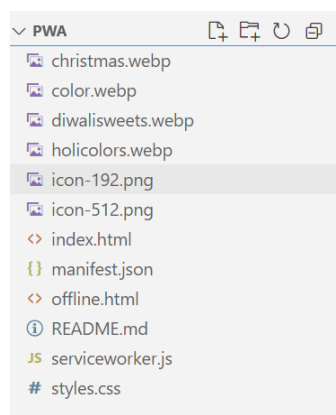 PWA
christmas.webp
color.webp
diwalisweets.webp
holicolors.webp
icon-192.png
icon-512.png
<> index.html
{} manifest.json
<> offline.html
README.md
JS serviceworker.js
# styles.css